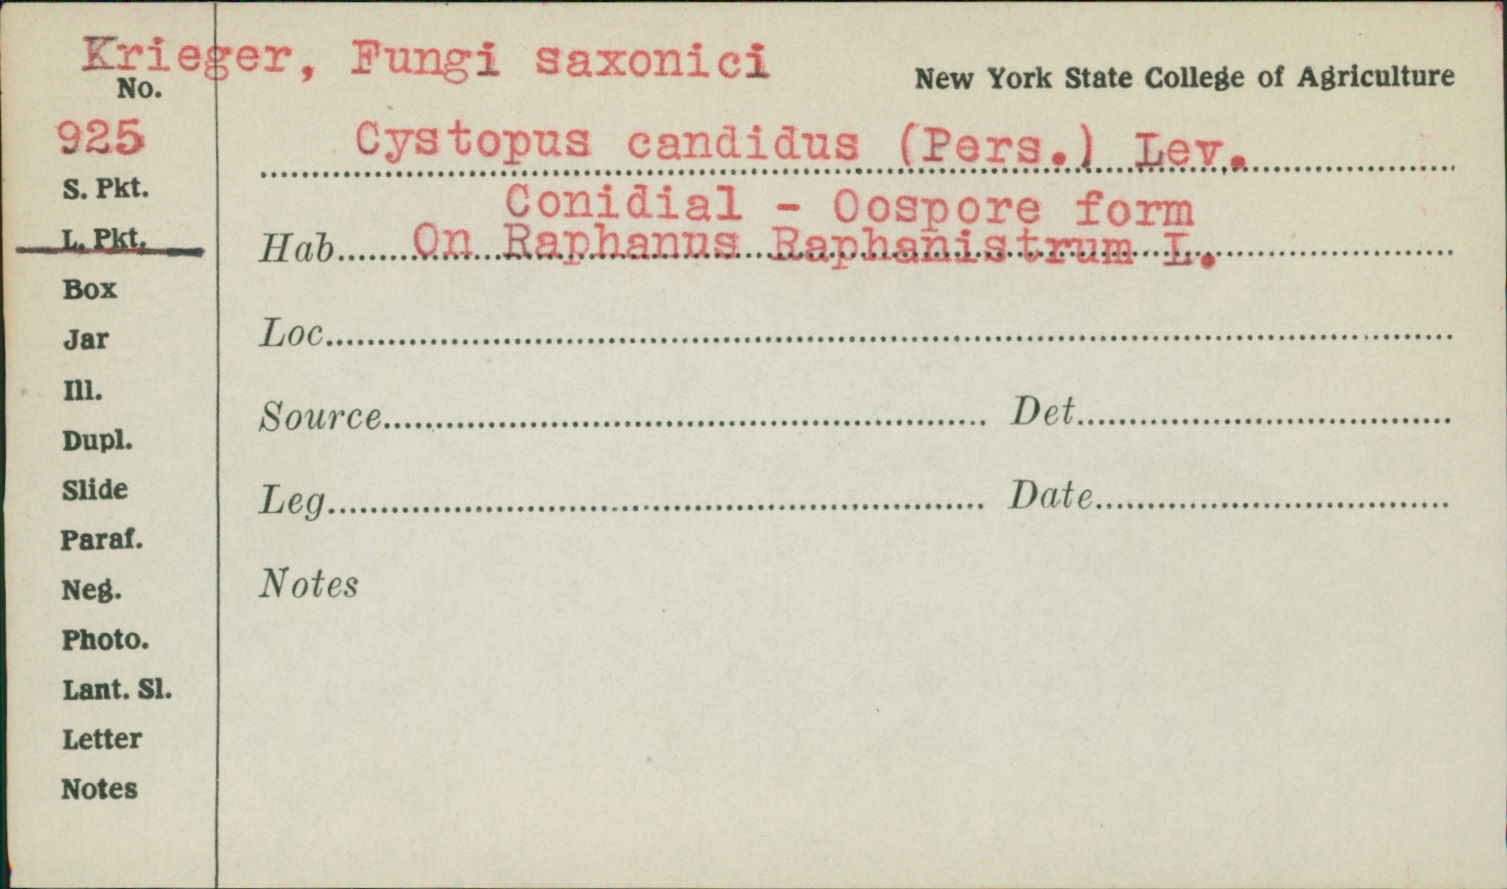 Krieger, Fungi saxonici
New York State College of Agriculture
No.
925
Cystopus candidus (Pers.) Lev.
S. Pkt.
Conidial - Oospore form
L. Pkt.
Hab. On Raphanus Raphanistrum L.
Box
Jar
Loc.
Ill.
Source Det.
Dupl.
Slide
Leg. Date
Paraf.
Neg.
Notes
Photo.
Lant. Sl.
Letter
Notes